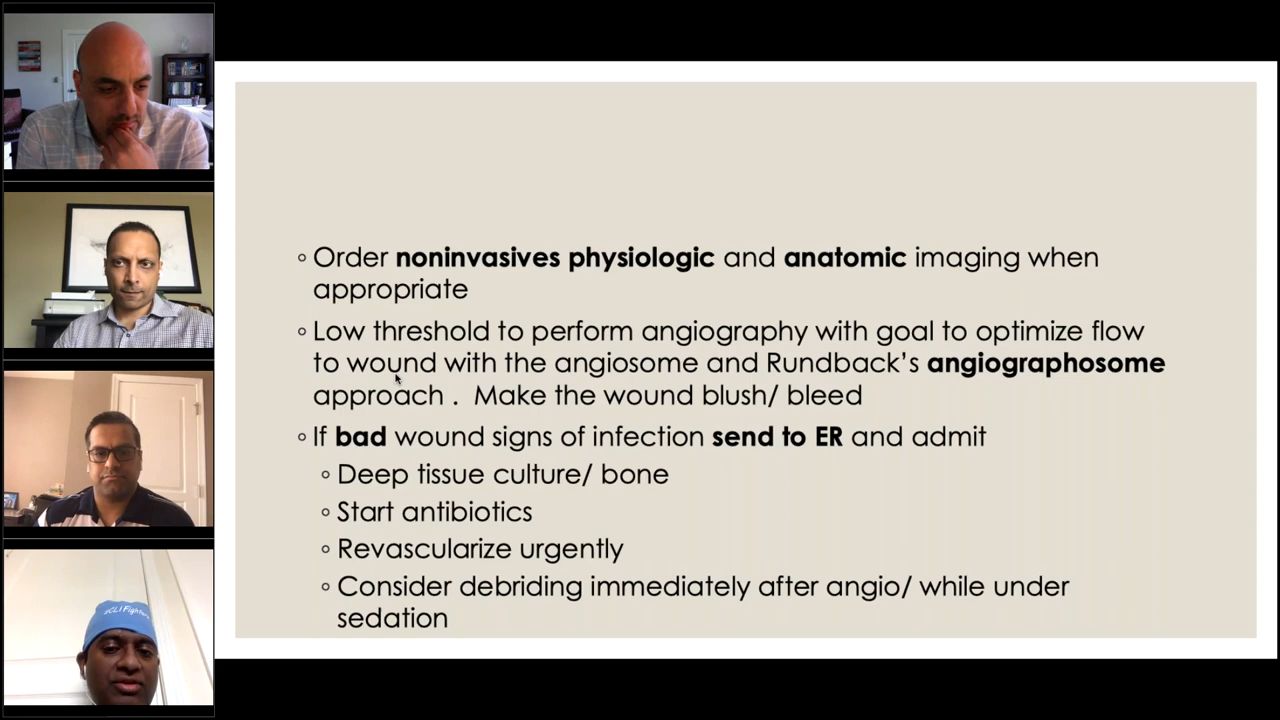 ◦ Order noninvasives physiologic and anatomic imaging when
appropriate
◦ Low threshold to perform angiography with goal to optimize flow
to wound with the angiosome and Rundback’s angiographosome
approach . Make the wound blush/ bleed
◦ If bad wound signs of infection send to ER and admit
◦ Deep tissue culture/ bone
◦ Start antibiotics
◦ Revascularize urgently
◦ Consider debriding immediately after angio/ while under
sedation
#CLIFighters